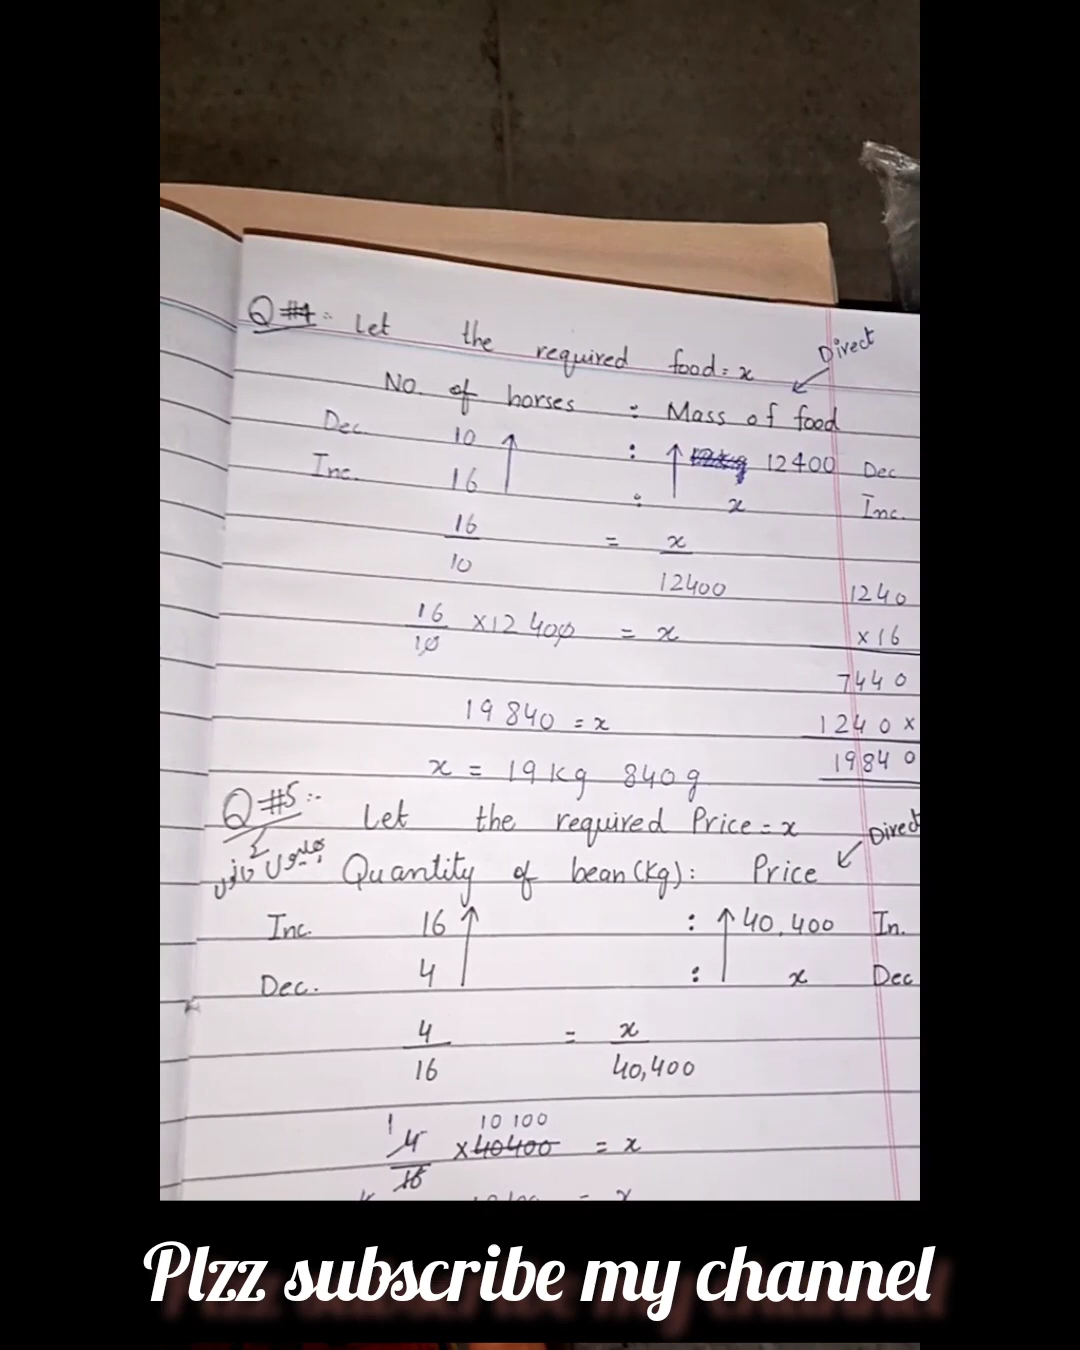 Q #4:- Let the required food = x
Direct
No. of horses : Mass of food
Dec 10 : 12400 Dec
Inc. 16 : x Inc.
16/10 = x/12400
16/10 ×12400 = x
19840 = x
x = 19 kg 840 g
1240
×16
7440
1240×
19840
Q #5:- Let the required Price = x
Direct
Quantity of bean (kg) : Price
Inc. 16 : 40,400 In.
Dec. 4 : x Dec
4/16 = x/40,400
1 10 100
4/16 ×40400 = x
Plzz subscribe my channel